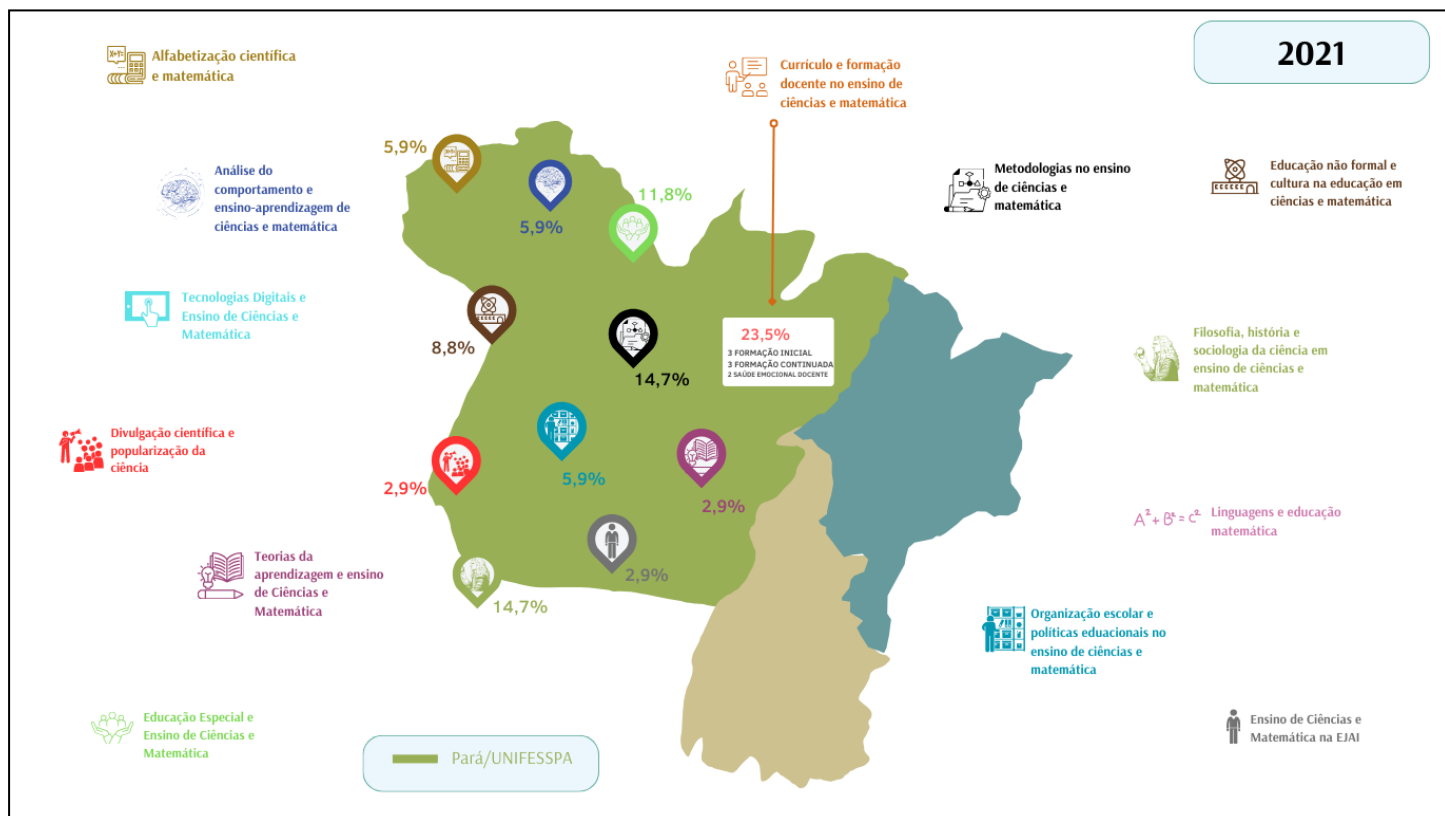 2021
Alfabetização científica
e matemática
Currículo e formação
docente no ensino de
ciências e matemática
5,9%
Análise do
comportamento e
ensino-aprendizagem de
ciências e matemática
5,9%
11,8%
Metodologias no ensino
de ciências e
matemática
Educação não formal e
cultura na educação em
ciências e matemática
Tecnologias Digitais e
Ensino de Ciências e
Matemática
8,8%
14,7%
23,5%
3 FORMAÇÃO INICIAL
3 FORMAÇÃO CONTINUADA
2 SAÚDE EMOCIONAL DOCENTE
Filosofia, história e
sociologia da ciência em
ensino de ciências e
matemática
Divulgação científica e
popularização da
ciência
2,9%
5,9%
2,9%
A² + B² = C²
Linguagens e educação
matemática
Teorias da
aprendizagem e ensino
de Ciências e
Matemática
14,7%
2,9%
Organização escolar e
políticas eduacionais no
ensino de ciências e
matemática
Educação Especial e
Ensino de Ciências e
Matemática
Pará/UNIFESSPA
Ensino de Ciências e
Matemática na EJAI